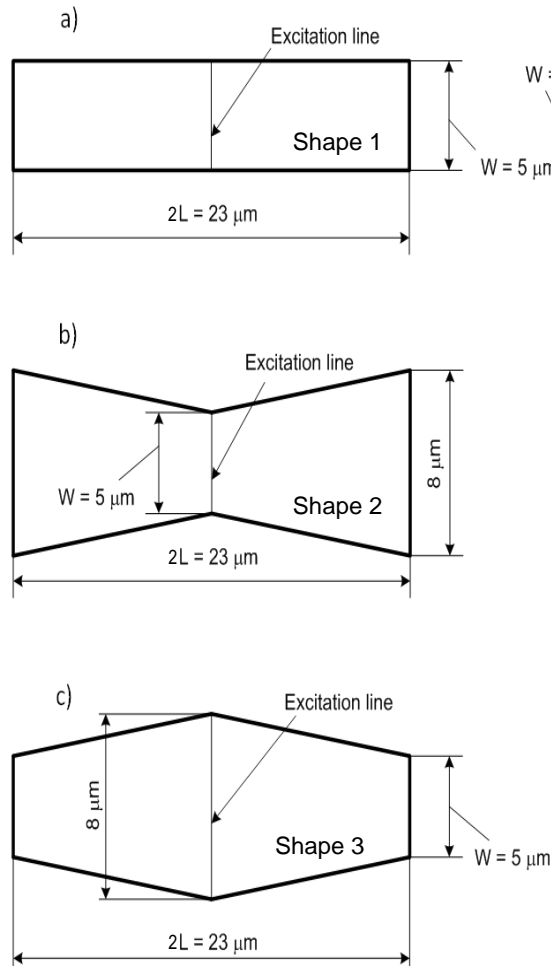 a)
Excitation line
W =
Shape 1
W = 5 μm
2L = 23 μm
b)
Excitation line
W = 5 μm
8 μm
Shape 2
2L = 23 μm
c)
Excitation line
8 μm
Shape 3
W = 5 μm
2L = 23 μm